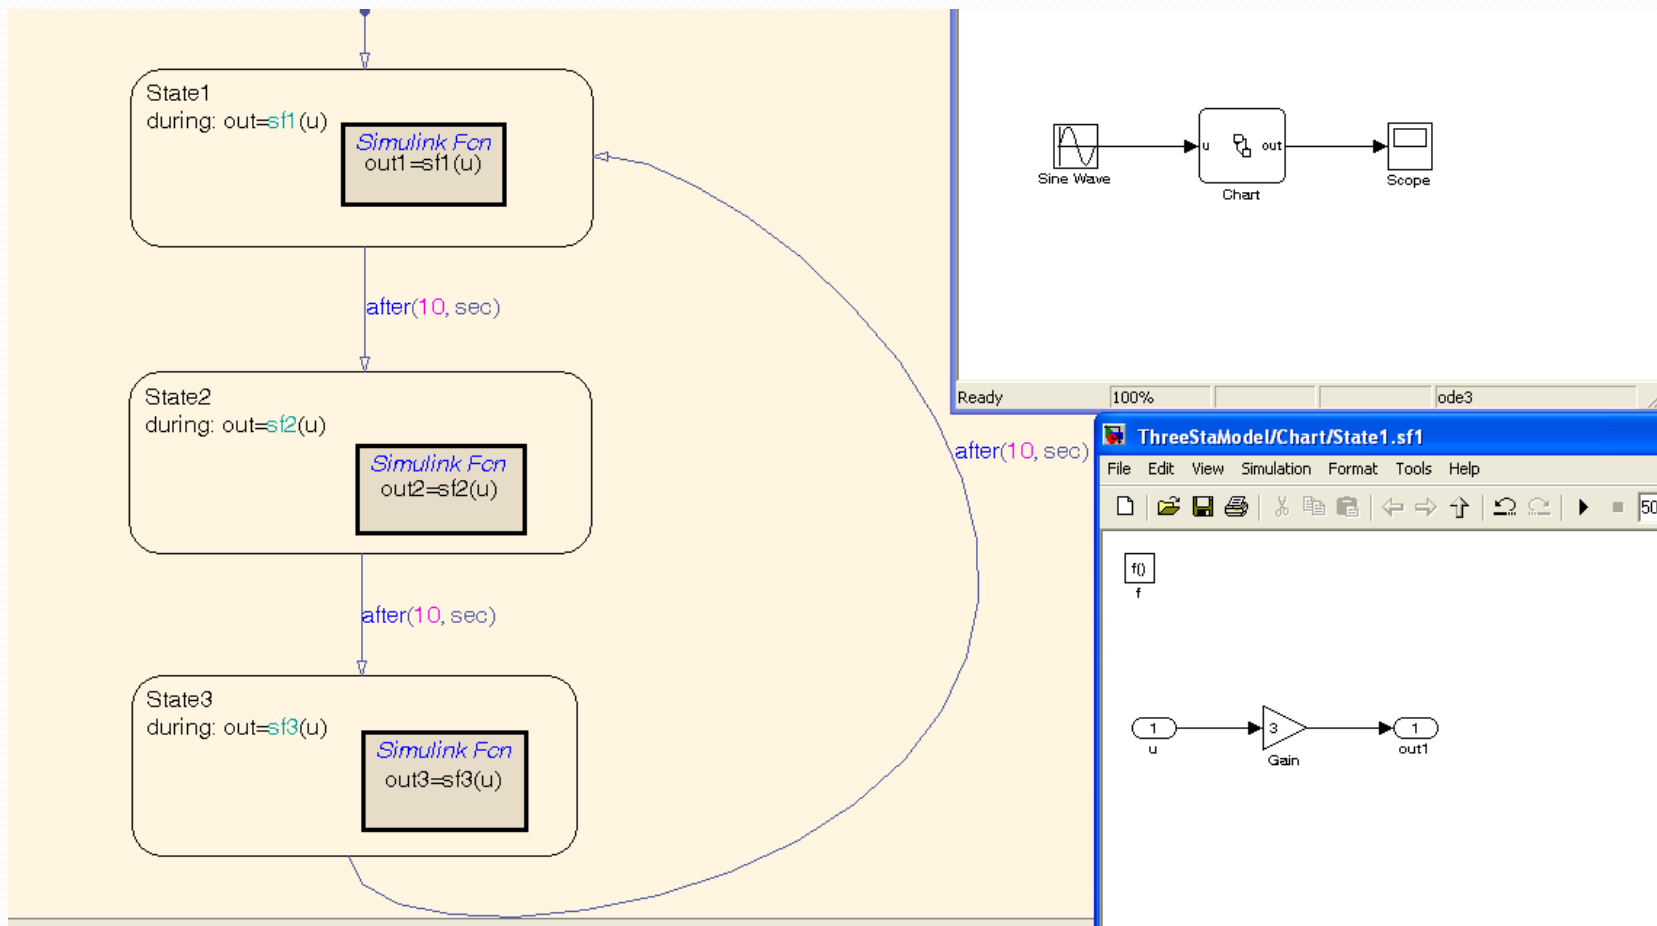 State1
during: out=sf1(u)
Simulink Fcn
out1=sf1(u)
after(10, sec)
State2
during: out=sf2(u)
Simulink Fcn
out2=sf2(u)
after(10, sec)
State3
during: out=sf3(u)
Simulink Fcn
out3=sf3(u)
after(10, sec)
Sine Wave
u
out
Chart
Scope
Ready 100% ode3
ThreeStaModel/Chart/State1.sf1
File Edit View Simulation Format Tools Help
50
f()
f
1
u
3
Gain
1
out1